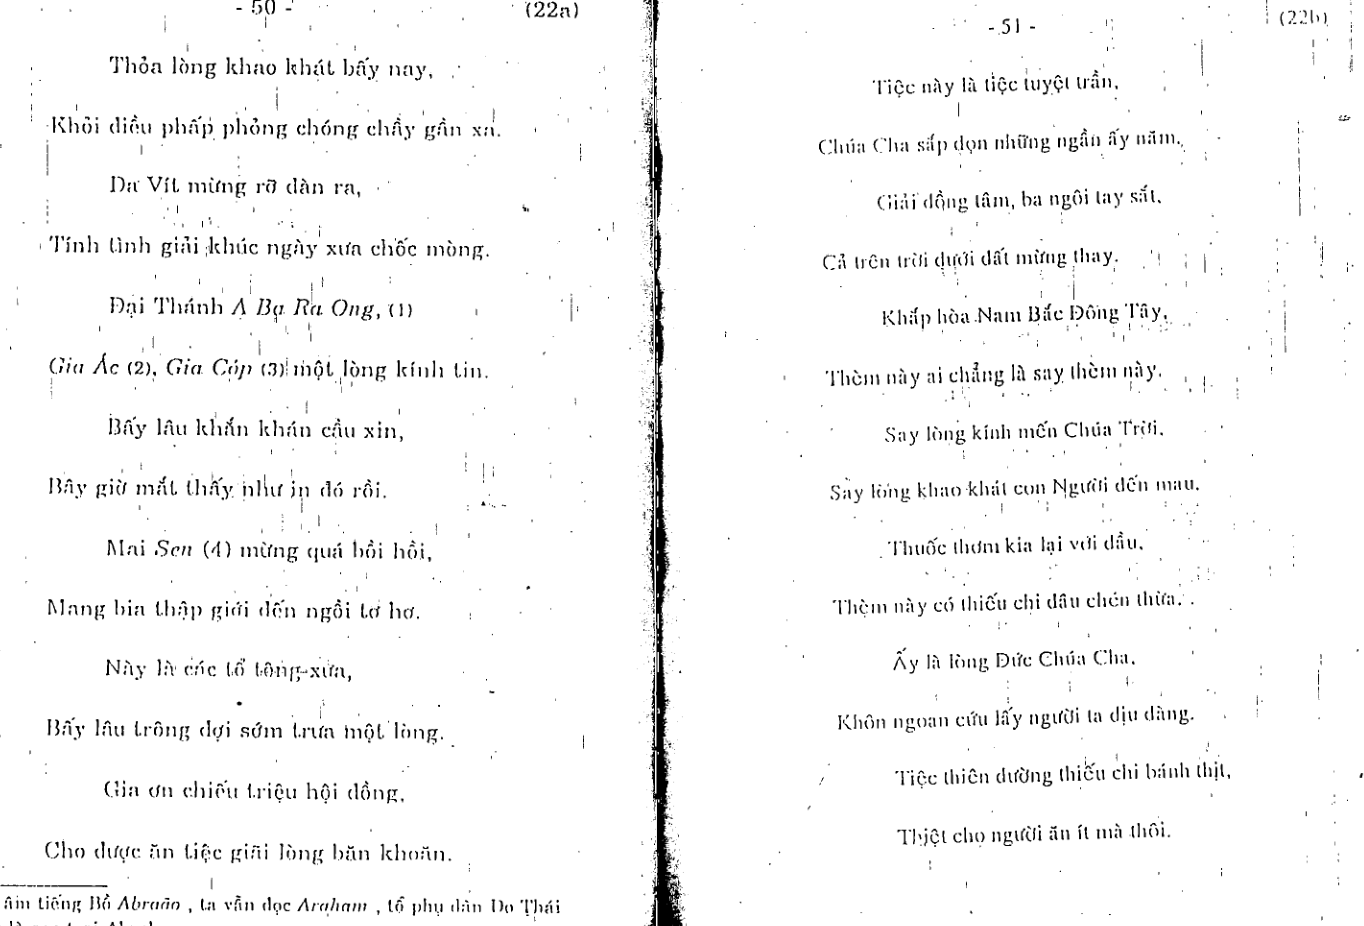 - 50 -
(22a)
Thỏa lòng khao khát bấy nay,
Khỏi điều phấp phỏng chóng chầy gần xa.
Da Vít mừng rỡ dàn ra,
Tính tình giải khúc ngày xưa chốc mòng.
Đại Thánh A Bạ Ra Ong, (1)
Gia Ác (2), Gia Cóp (3) một lòng kính tin.
Bấy lâu khấn khán cầu xin,
Bây giờ mắt thấy như in đó rồi.
Mai Sen (4) mừng quá bồi hồi,
Mang bia thập giới đến ngồi tơ hơ.
Này là các tổ tông xưa,
Bấy lâu trông đợi sớm trưa một lòng.
Gia ơn chiếu triệu hội đồng,
Cho được ăn tiệc giãi lòng băn khoăn.
âm tiếng Bồ Abraão , ta vẫn đọc Araham , tổ phụ dân Do Thái
- 51 -
(22b)
Tiệc này là tiệc tuyệt trần,
Chúa Cha sắp dọn những ngần ấy năm.
Giải đồng tâm, ba ngôi tay sắt,
Cả trên trời dưới đất mừng thay.
Khắp hòa Nam Bắc Đông Tây,
Thèm này ai chẳng là say thèm này.
Say lòng kính mến Chúa Trời,
Say lòng khao khát con Người đến mau.
Thuốc thơm kia lại với dầu,
Thèm này có thiếu chi đâu chén thừa.
Ấy là lòng Đức Chúa Cha,
Khôn ngoan cứu lấy người ta dịu dàng.
Tiệc thiên đường thiếu chi bánh thịt,
Thiệt cho người ăn ít mà thôi.